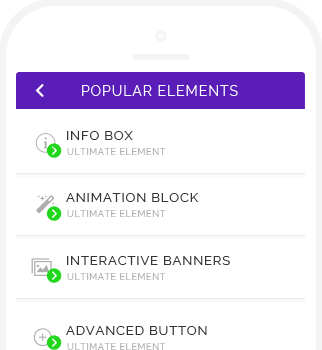 POPULAR ELEMENTS
INFO BOX
ULTIMATE ELEMENT
ANIMATION BLOCK
ULTIMATE ELEMENT
INTERACTIVE BANNERS
ULTIMATE ELEMENT
ADVANCED BUTTON
ULTIMATE ELEMENT